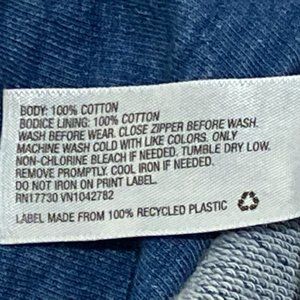 BODY: 100% COTTON
BODICE LINING: 100% COTTON
WASH BEFORE WEAR. CLOSE ZIPPER BEFORE WASH.
MACHINE WASH COLD WITH LIKE COLORS. ONLY
NON-CHLORINE BLEACH IF NEEDED. TUMBLE DRY LOW.
REMOVE PROMPTLY. COOL IRON IF NEEDED.
DO NOT IRON ON PRINT LABEL.
RN17730 VN1042782
LABEL MADE FROM 100% RECYCLED PLASTIC